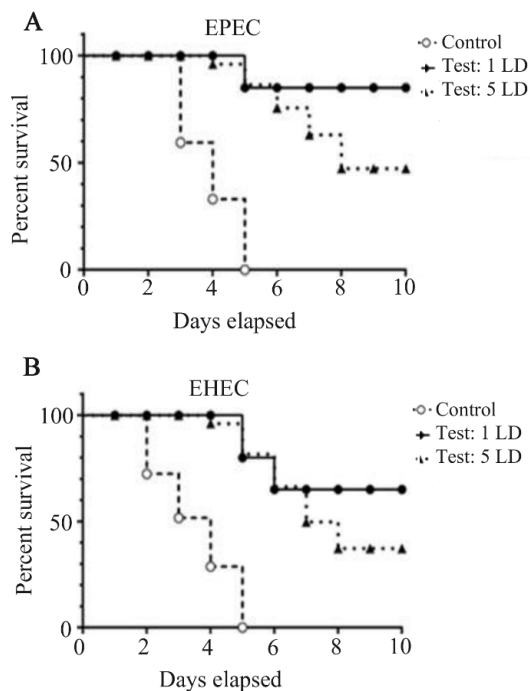 A
EPEC
100
50
0
Percent survival
0 2 4 6 8 10
Days elapsed
Control
Test: 1 LD
Test: 5 LD
B
EHEC
100
50
0
Percent survival
0 2 4 6 8 10
Days elapsed
Control
Test: 1 LD
Test: 5 LD